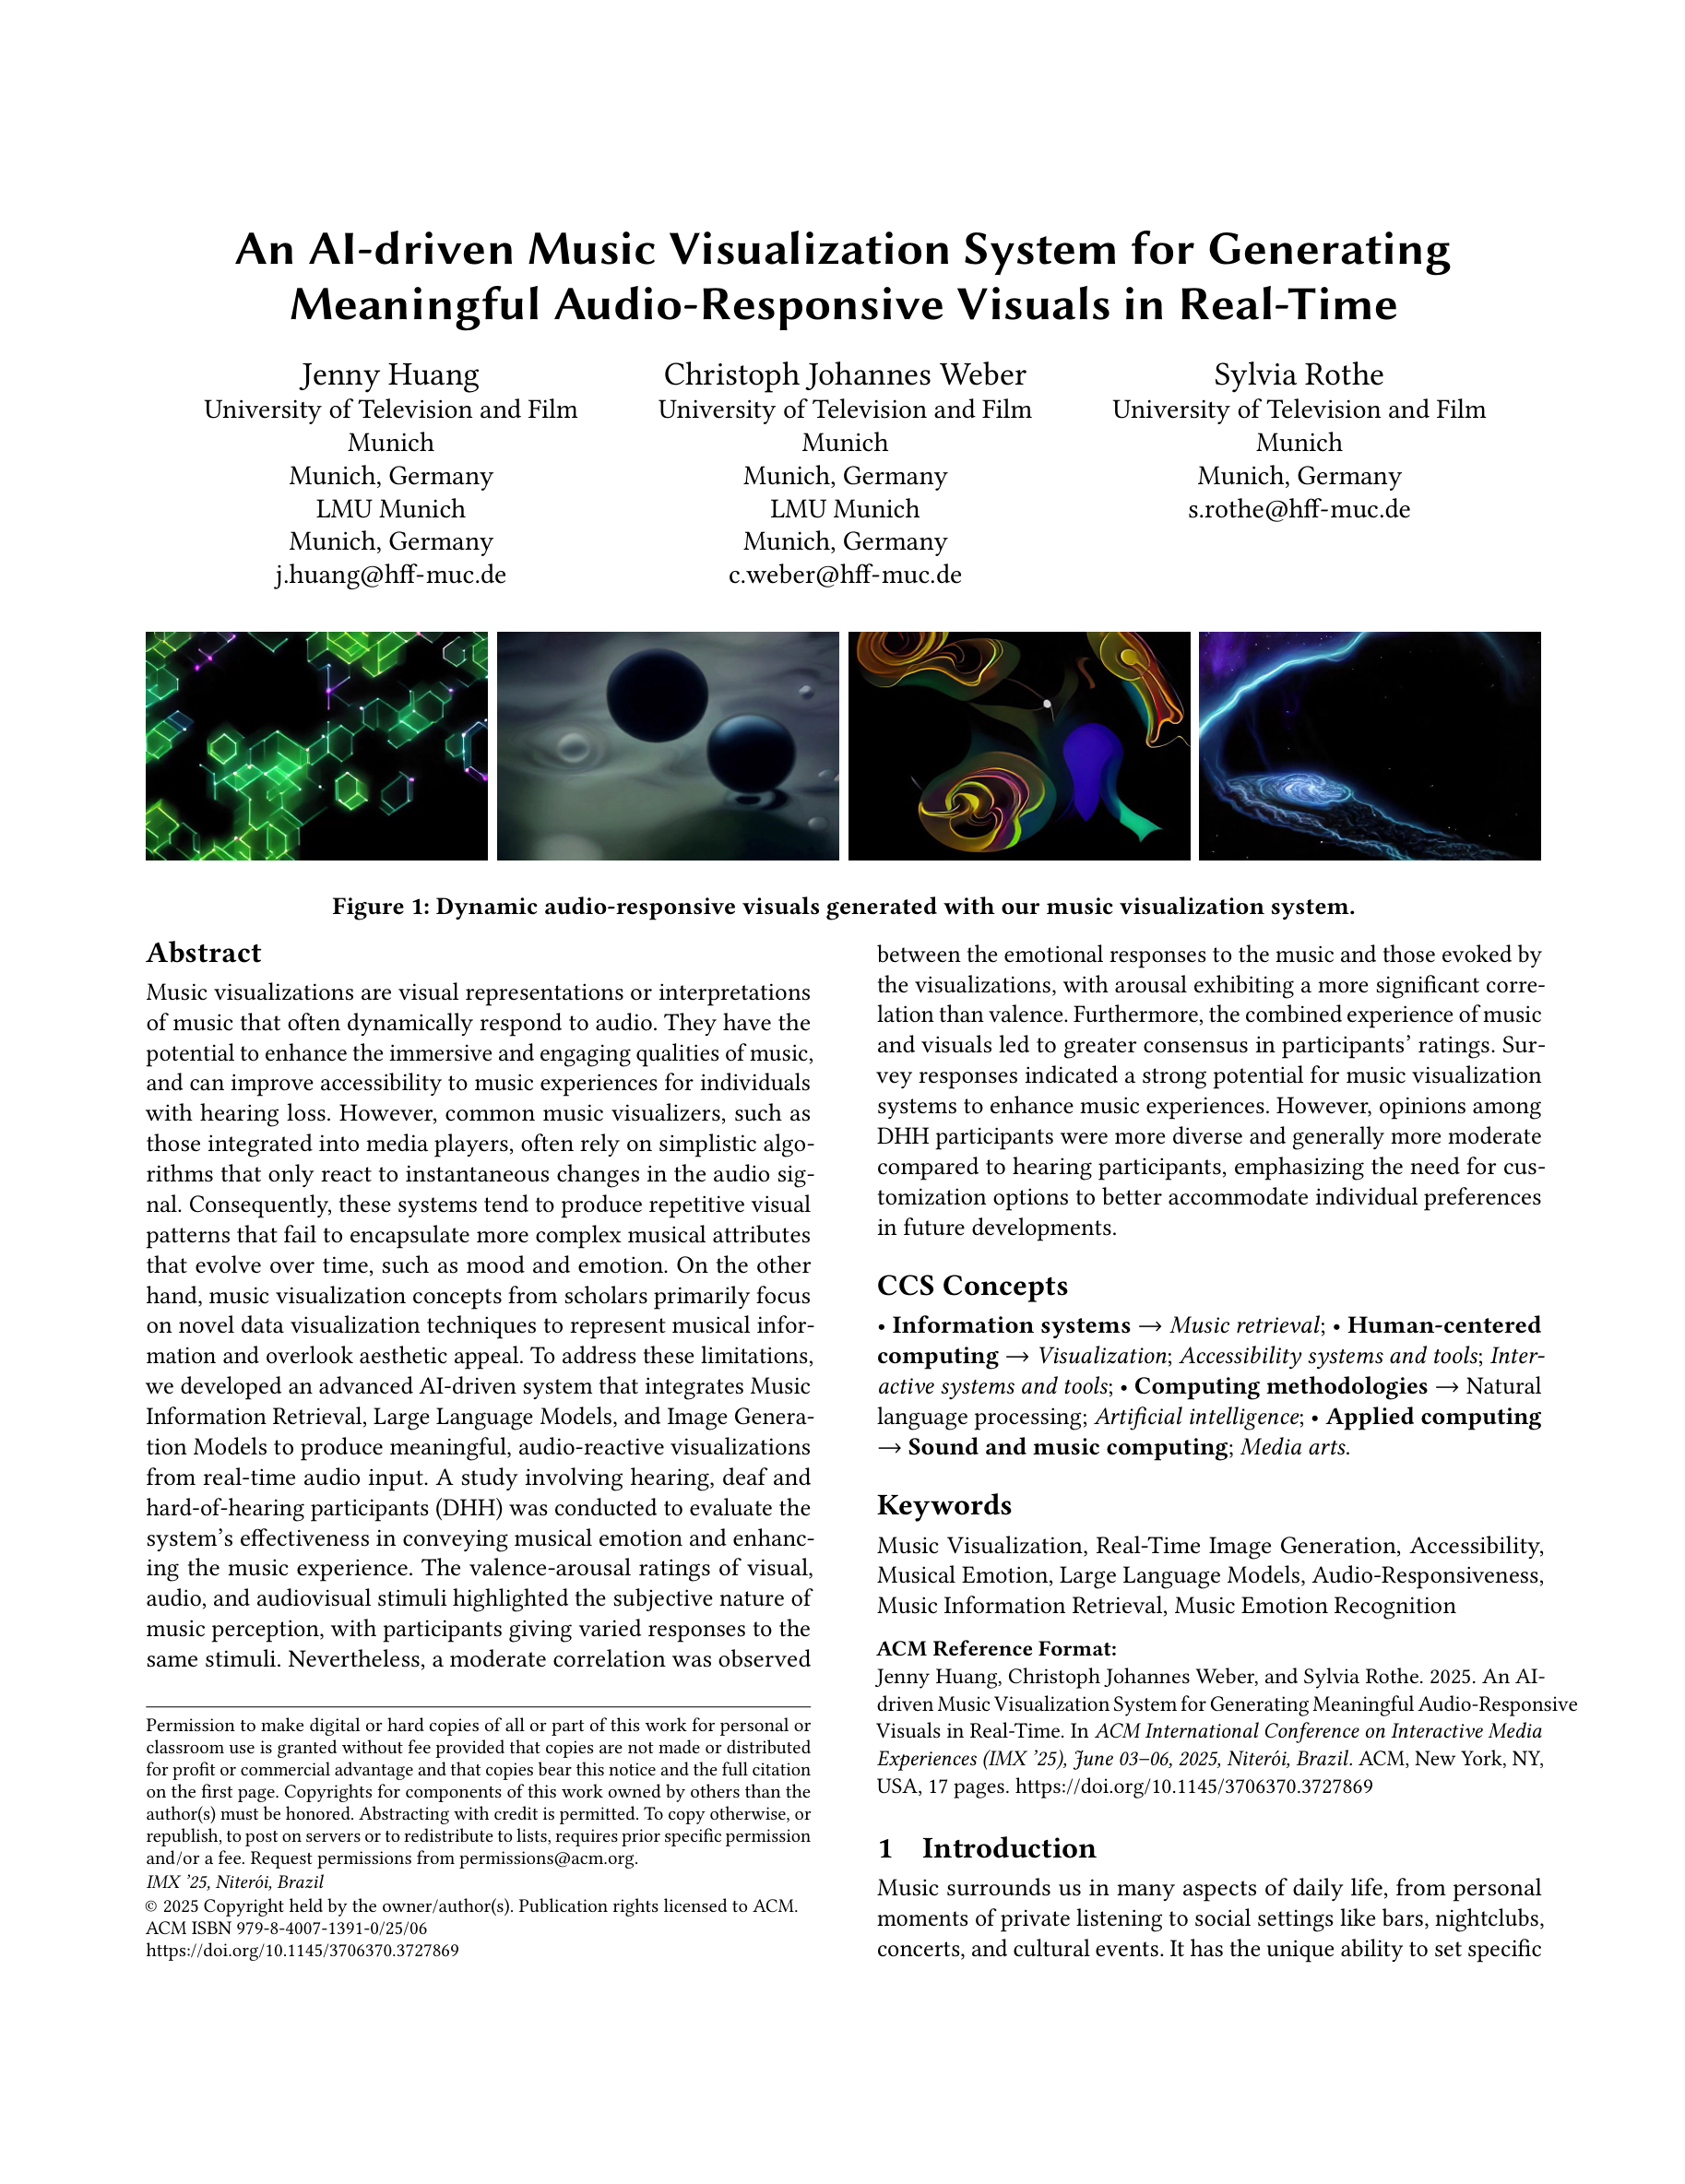 An AI-driven Music Visualization System for Generating
Meaningful Audio-Responsive Visuals in Real-Time
Jenny Huang
University of Television and Film
Munich
Munich, Germany
LMU Munich
Munich, Germany
j.huang@hff-muc.de
Christoph Johannes Weber
University of Television and Film
Munich
Munich, Germany
LMU Munich
Munich, Germany
c.weber@hff-muc.de
Sylvia Rothe
University of Television and Film
Munich
Munich, Germany
s.rothe@hff-muc.de
Figure 1: Dynamic audio-responsive visuals generated with our music visualization system.
Abstract
Music visualizations are visual representations or interpretations
of music that often dynamically respond to audio. They have the
potential to enhance the immersive and engaging qualities of music,
and can improve accessibility to music experiences for individuals
with hearing loss. However, common music visualizers, such as
those integrated into media players, often rely on simplistic algo-
rithms that only react to instantaneous changes in the audio sig-
nal. Consequently, these systems tend to produce repetitive visual
patterns that fail to encapsulate more complex musical attributes
that evolve over time, such as mood and emotion. On the other
hand, music visualization concepts from scholars primarily focus
on novel data visualization techniques to represent musical infor-
mation and overlook aesthetic appeal. To address these limitations,
we developed an advanced AI-driven system that integrates Music
Information Retrieval, Large Language Models, and Image Genera-
tion Models to produce meaningful, audio-reactive visualizations
from real-time audio input. A study involving hearing, deaf and
hard-of-hearing participants (DHH) was conducted to evaluate the
system's effectiveness in conveying musical emotion and enhanc-
ing the music experience. The valence-arousal ratings of visual,
audio, and audiovisual stimuli highlighted the subjective nature of
music perception, with participants giving varied responses to the
same stimuli. Nevertheless, a moderate correlation was observed
Permission to make digital or hard copies of all or part of this work for personal or
classroom use is granted without fee provided that copies are not made or distributed
for profit or commercial advantage and that copies bear this notice and the full citation
on the first page. Copyrights for components of this work owned by others than the
author(s) must be honored. Abstracting with credit is permitted. To copy otherwise, or
republish, to post on servers or to redistribute to lists, requires prior specific permission
and/or a fee. Request permissions from permissions@acm.org.
IMX '25, Niterói, Brazil
© 2025 Copyright held by the owner/author(s). Publication rights licensed to ACM.
ACM ISBN 979-8-4007-1391-0/25/06
https://doi.org/10.1145/3706370.3727869
between the emotional responses to the music and those evoked by
the visualizations, with arousal exhibiting a more significant corre-
lation than valence. Furthermore, the combined experience of music
and visuals led to greater consensus in participants' ratings. Sur-
vey responses indicated a strong potential for music visualization
systems to enhance music experiences. However, opinions among
DHH participants were more diverse and generally more moderate
compared to hearing participants, emphasizing the need for cus-
tomization options to better accommodate individual preferences
in future developments.
CCS Concepts
• Information systems → Music retrieval; • Human-centered
computing → Visualization; Accessibility systems and tools; Inter-
active systems and tools; • Computing methodologies → Natural
language processing; Artificial intelligence; • Applied computing
→ Sound and music computing; Media arts.
Keywords
Music Visualization, Real-Time Image Generation, Accessibility,
Musical Emotion, Large Language Models, Audio-Responsiveness,
Music Information Retrieval, Music Emotion Recognition
ACM Reference Format:
Jenny Huang, Christoph Johannes Weber, and Sylvia Rothe. 2025. An AI-
driven Music Visualization System for Generating Meaningful Audio-Responsive
Visuals in Real-Time. In ACM International Conference on Interactive Media
Experiences (IMX '25), June 03–06, 2025, Niterói, Brazil. ACM, New York, NY,
USA, 17 pages. https://doi.org/10.1145/3706370.3727869
1 Introduction
Music surrounds us in many aspects of daily life, from personal
moments of private listening to social settings like bars, nightclubs,
concerts, and cultural events. It has the unique ability to set specific